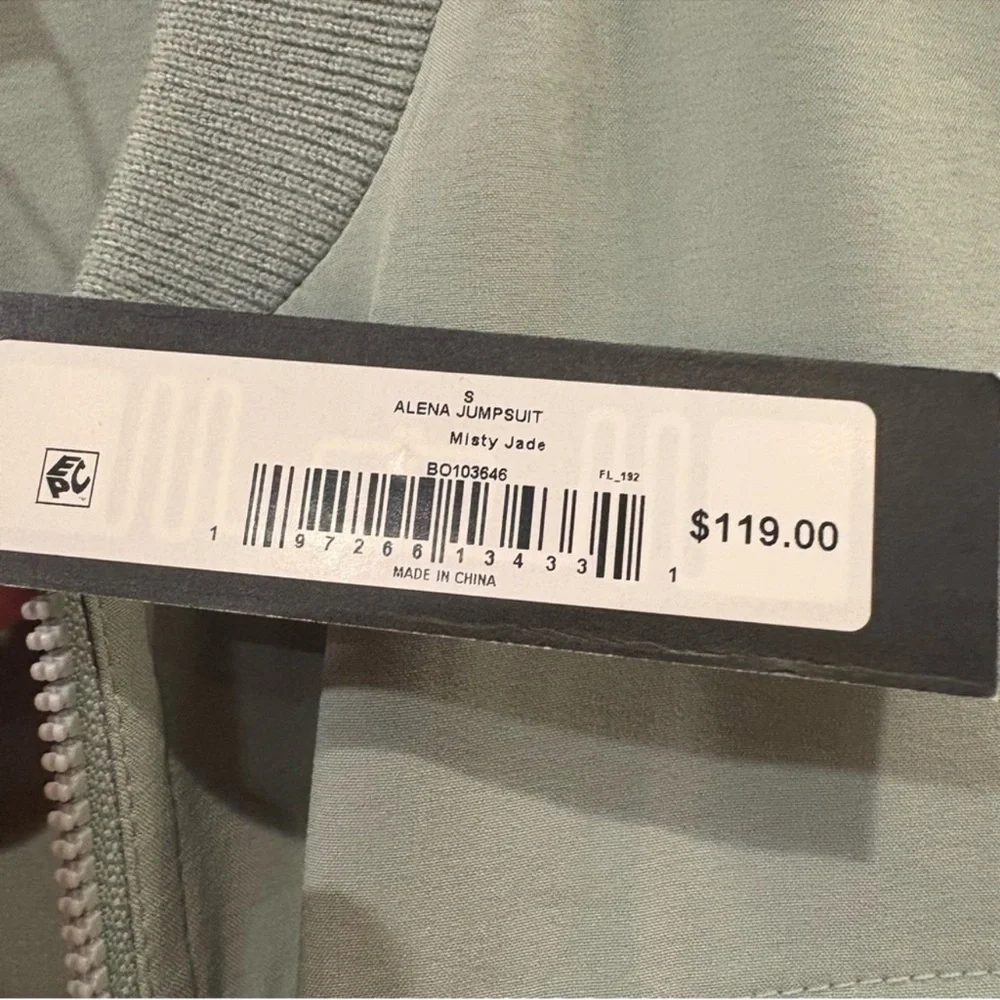 S
ALENA JUMPSUIT
Misty Jade
BO103646
FL_192
EPC
$119.00
1 97266 13433 1
MADE IN CHINA